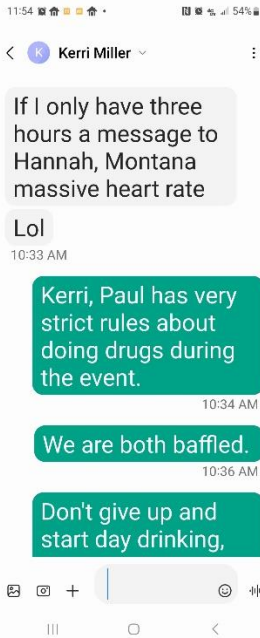 11:54
54%
K Kerri Miller
If I only have three
hours a message to
Hannah, Montana
massive heart rate
Lol
10:33 AM
Kerri, Paul has very
strict rules about
doing drugs during
the event.
10:34 AM
We are both baffled.
10:36 AM
Don't give up and
start day drinking,